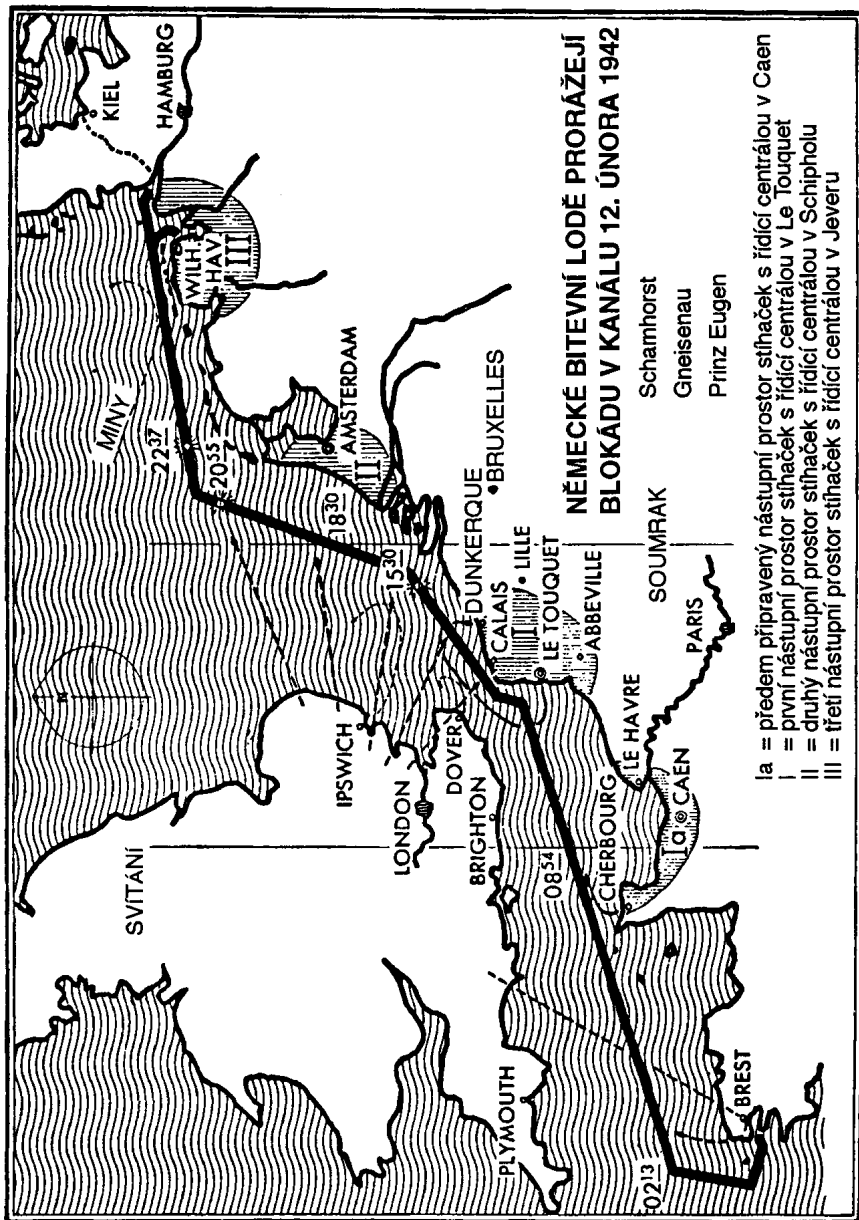 NĚMECKÉ BITEVNÍ LODĚ PRORÁŽEJÍ
BLOKÁDU V KANÁLU 12. ÚNORA 1942
Schamhorst
Gneisenau
Prinz Eugen
SVÍTÁNÍ
SOUMRAK
MINY
KIEL
HAMBURG
WILH.
HAV.
III
AMSTERDAM
II
BRUXELLES
DUNKERQUE
CALAIS
LILLE
I
LE TOUQUET
ABBEVILLE
PARIS
LE HAVRE
CAEN
Ia
CHERBOURG
BREST
PLYMOUTH
BRIGHTON
DOVER
LONDON
IPSWICH
N
02 13
08 54
15 30
18 30
20 55
22 37
Ia = předem připravený nástupní prostor stíhaček s řídící centrálou v Caen
I = první nástupní prostor stíhaček s řídící centrálou v Le Touquet
II = druhý nástupní prostor stíhaček s řídící centrálou v Schipholu
III = třetí nástupní prostor stíhaček s řídící centrálou v Jeveru